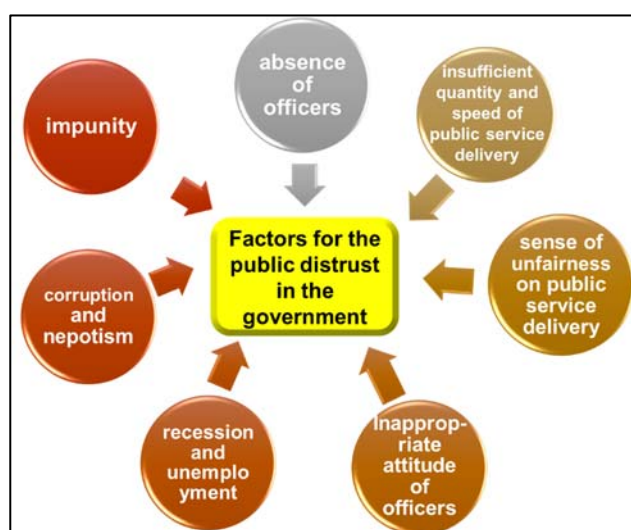 absence
of
officers
insufficient
quantity and
speed of
public service
delivery
impunity
Factors for the
public distrust
in the
government
sense of
unfairness
on public
service
delivery
corruption
and
nepotism
recession
and
unemplo
yment
Inapprop-
riate
attitude
of
officers